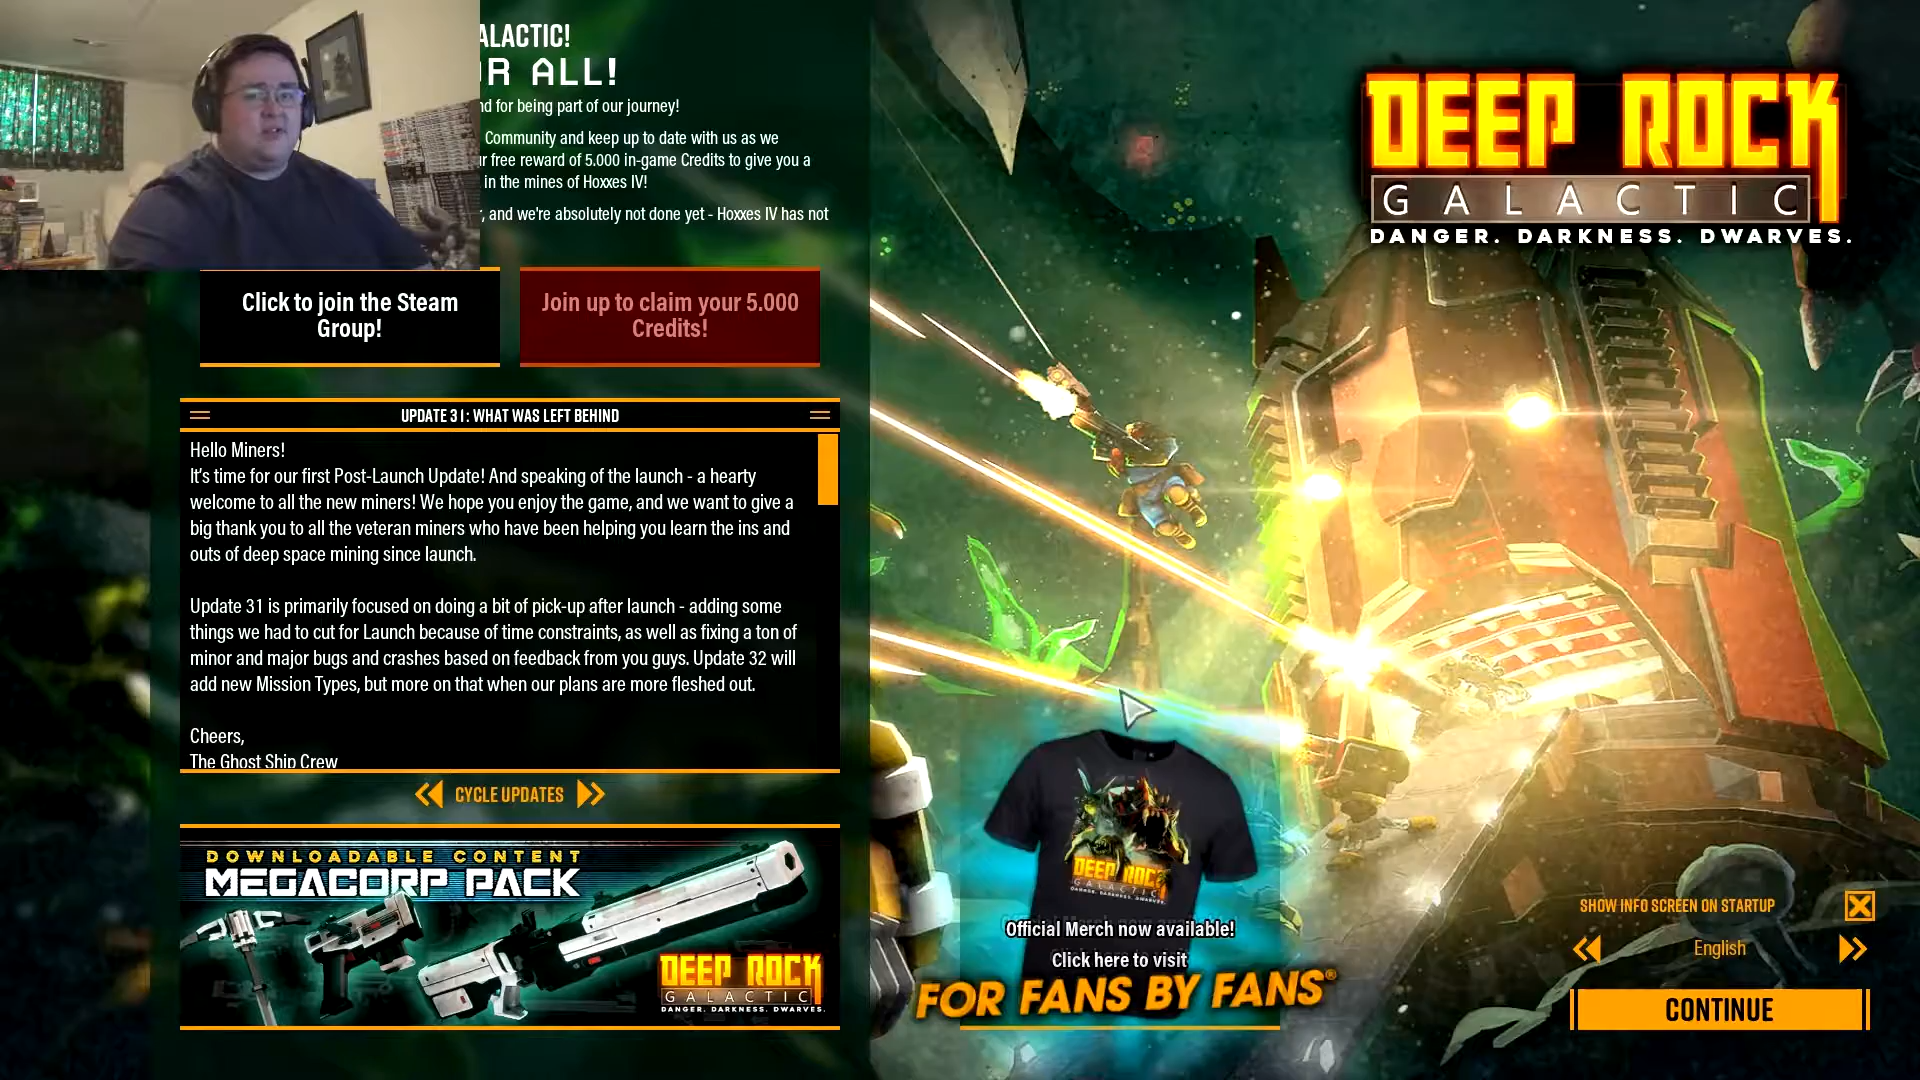 ALACTIC!
R ALL!
nd for being part of our journey!
Community and keep up to date with us as we
r free reward of 5.000 in-game Credits to give you a
in the mines of Hoxxes IV!
, and we're absolutely not done yet - Hoxxes IV has not
Click to join the Steam
Group!
Join up to claim your 5.000
Credits!
UPDATE 31: WHAT WAS LEFT BEHIND
Hello Miners!
It's time for our first Post-Launch Update! And speaking of the launch - a hearty
welcome to all the new miners! We hope you enjoy the game, and we want to give a
big thank you to all the veteran miners who have been helping you learn the ins and
outs of deep space mining since launch.
Update 31 is primarily focused on doing a bit of pick-up after launch - adding some
things we had to cut for Launch because of time constraints, as well as fixing a ton of
minor and major bugs and crashes based on feedback from you guys. Update 32 will
add new Mission Types, but more on that when our plans are more fleshed out.
Cheers,
The Ghost Ship Crew
CYCLE UPDATES
DOWNLOADABLE CONTENT
MEGACORP PACK
DEEP ROCK
GALACTIC
DANGER. DARKNESS. DWARVES.
DEEP ROCK
GALACTIC
DANGER. DARKNESS. DWARVES.
DEEP ROCK
GALACTIC
DANGER. DARKNESS. DWARVES.
Official Merch now available!
Click here to visit
FOR FANS BY FANS®
SHOW INFO SCREEN ON STARTUP
English
CONTINUE